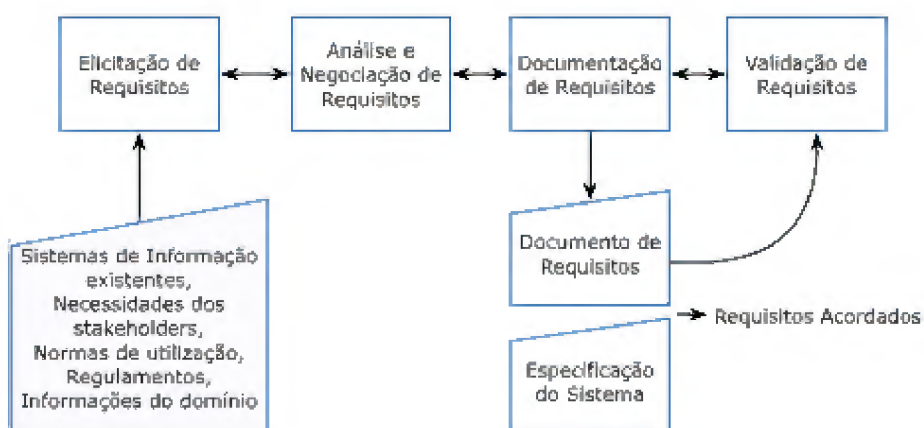 Elicitação de
Requisitos
Análise e
Negociação de
Requisitos
Documentação
de Requisitos
Validação de
Requisitos
Sistemas de Informação
existentes,
Necessidades dos
stakeholders,
Normas de utilização,
Regulamentos,
Informações do domínio
Documento de
Requisitos
Requisitos Acordados
Especificação
do Sistema